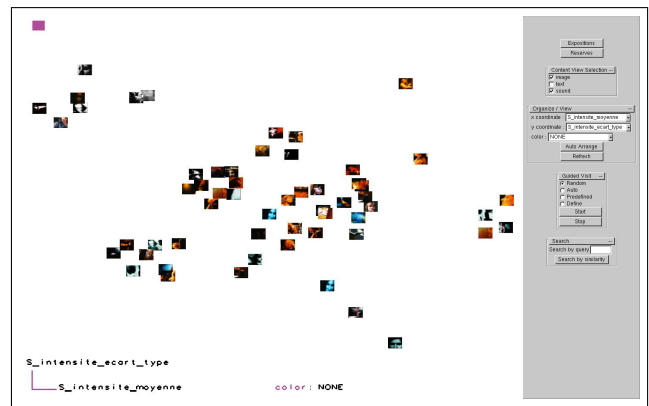 Expositions
Reserves
Content View Selection
image
text
sound
Organize / View
x coordinate : S_intensite_moyenne
y coordinate : S_intensite_ecart_type
color : NONE
Auto Arrange
Refresh
Guided Visit
Random
Auto
Predefined
Define
Start
Stop
Search
Search by query
Search by similarity
S_intensite_ecart_type
S_intensite_moyenne
color : NONE